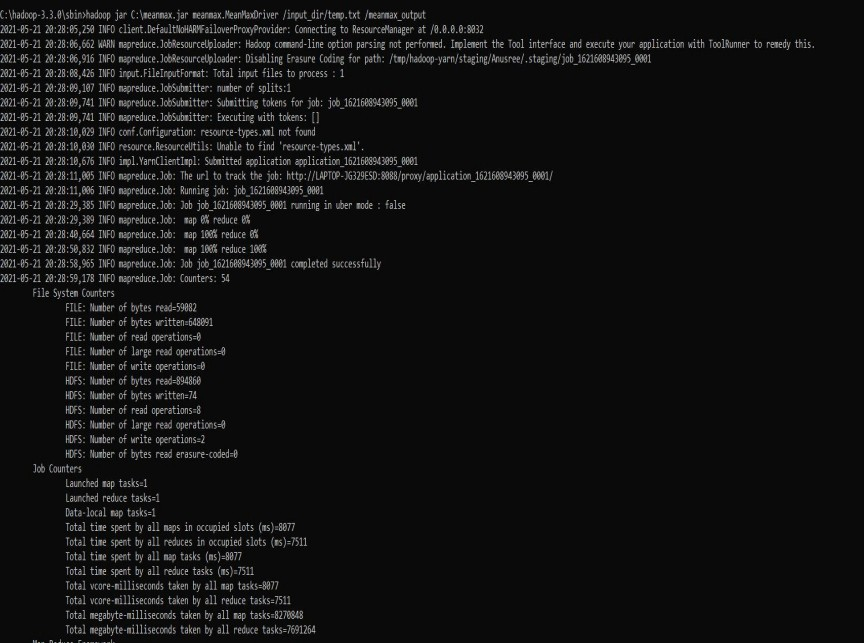 C:\hadoop-3.3.0\sbin>hadoop jar C:\meanmax.jar meanmax.MeanMaxDriver /input_dir/temp.txt /meanmax_output
2021-05-21 20:28:05,250 INFO client.DefaultNoHARMFailoverProxyProvider: Connecting to ResourceManager at /0.0.0.0:8032
2021-05-21 20:28:06,662 WARN mapreduce.JobResourceUploader: Hadoop command-line option parsing not performed. Implement the Tool interface and execute your application with ToolRunner to remedy this.
2021-05-21 20:28:06,916 INFO mapreduce.JobResourceUploader: Disabling Erasure Coding for path: /tmp/hadoop-yarn/staging/Anusree/.staging/job_1621608943095_0001
2021-05-21 20:28:08,426 INFO input.FileInputFormat: Total input files to process : 1
2021-05-21 20:28:09,107 INFO mapreduce.JobSubmitter: number of splits:1
2021-05-21 20:28:09,741 INFO mapreduce.JobSubmitter: Submitting tokens for job: job_1621608943095_0001
2021-05-21 20:28:09,741 INFO mapreduce.JobSubmitter: Executing with tokens: []
2021-05-21 20:28:10,029 INFO conf.Configuration: resource-types.xml not found
2021-05-21 20:28:10,030 INFO resource.ResourceUtils: Unable to find 'resource-types.xml'.
2021-05-21 20:28:10,676 INFO impl.YarnClientImpl: Submitted application application_1621608943095_0001
2021-05-21 20:28:11,005 INFO mapreduce.Job: The url to track the job: http://LAPTOP-JG329ESD:8088/proxy/application_1621608943095_0001/
2021-05-21 20:28:11,006 INFO mapreduce.Job: Running job: job_1621608943095_0001
2021-05-21 20:28:29,385 INFO mapreduce.Job: Job job_1621608943095_0001 running in uber mode : false
2021-05-21 20:28:29,389 INFO mapreduce.Job:  map 0% reduce 0%
2021-05-21 20:28:40,664 INFO mapreduce.Job:  map 100% reduce 0%
2021-05-21 20:28:50,832 INFO mapreduce.Job:  map 100% reduce 100%
2021-05-21 20:28:58,965 INFO mapreduce.Job: Job job_1621608943095_0001 completed successfully
2021-05-21 20:28:59,178 INFO mapreduce.Job: Counters: 54
File System Counters
FILE: Number of bytes read=59082
FILE: Number of bytes written=648091
FILE: Number of read operations=0
FILE: Number of large read operations=0
FILE: Number of write operations=0
HDFS: Number of bytes read=894860
HDFS: Number of bytes written=74
HDFS: Number of read operations=8
HDFS: Number of large read operations=0
HDFS: Number of write operations=2
HDFS: Number of bytes read erasure-coded=0
Job Counters
Launched map tasks=1
Launched reduce tasks=1
Data-local map tasks=1
Total time spent by all maps in occupied slots (ms)=8077
Total time spent by all reduces in occupied slots (ms)=7511
Total time spent by all map tasks (ms)=8077
Total time spent by all reduce tasks (ms)=7511
Total vcore-milliseconds taken by all map tasks=8077
Total vcore-milliseconds taken by all reduce tasks=7511
Total megabyte-milliseconds taken by all map tasks=8270848
Total megabyte-milliseconds taken by all reduce tasks=7691264